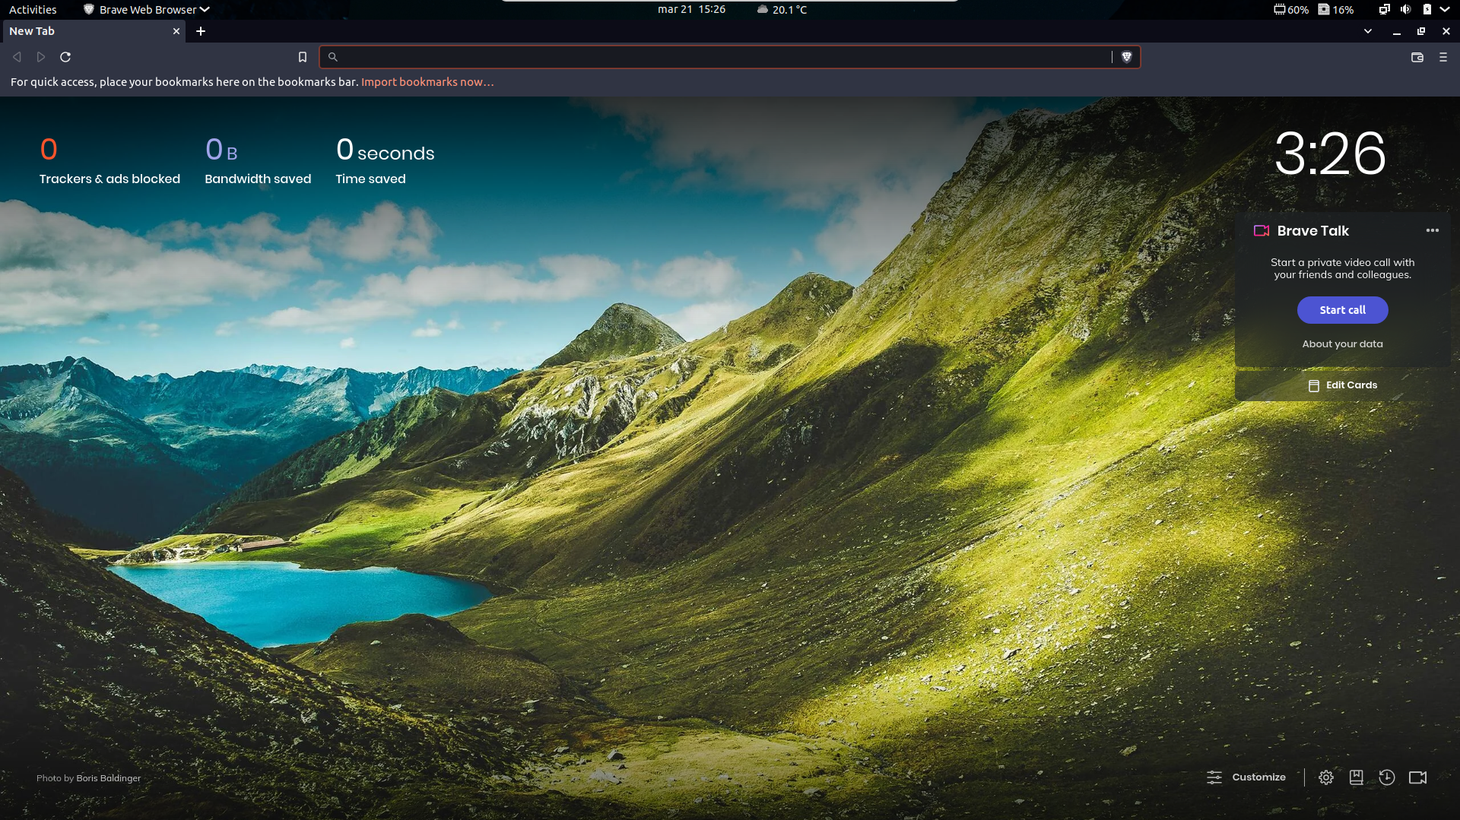 Activities
Brave Web Browser
mar 21 15:26
20.1 °C
60%
16%
New Tab
For quick access, place your bookmarks here on the bookmarks bar. Import bookmarks now...
0
0 B
0 seconds
Trackers & ads blocked
Bandwidth saved
Time saved
3:26
Brave Talk
Start a private video call with
your friends and colleagues.
Start call
About your data
Edit Cards
Photo by Boris Baldinger
Customize